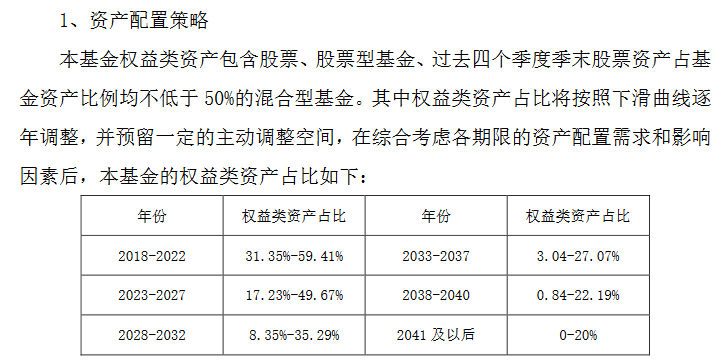 1、资产配置策略
本基金权益类资产包含股票、股票型基金、过去四个季度季末股票资产占基
金资产比例均不低于 50%的混合型基金。其中权益类资产占比将按照下滑曲线逐
年调整，并预留一定的主动调整空间，在综合考虑各期限的资产配置需求和影响
因素后，本基金的权益类资产占比如下：
年份 权益类资产占比 年份 权益类资产占比
2018-2022 31.35%-59.41% 2033-2037 3.04-27.07%
2023-2027 17.23%-49.67% 2038-2040 0.84-22.19%
2028-2032 8.35%-35.29% 2041 及以后 0-20%